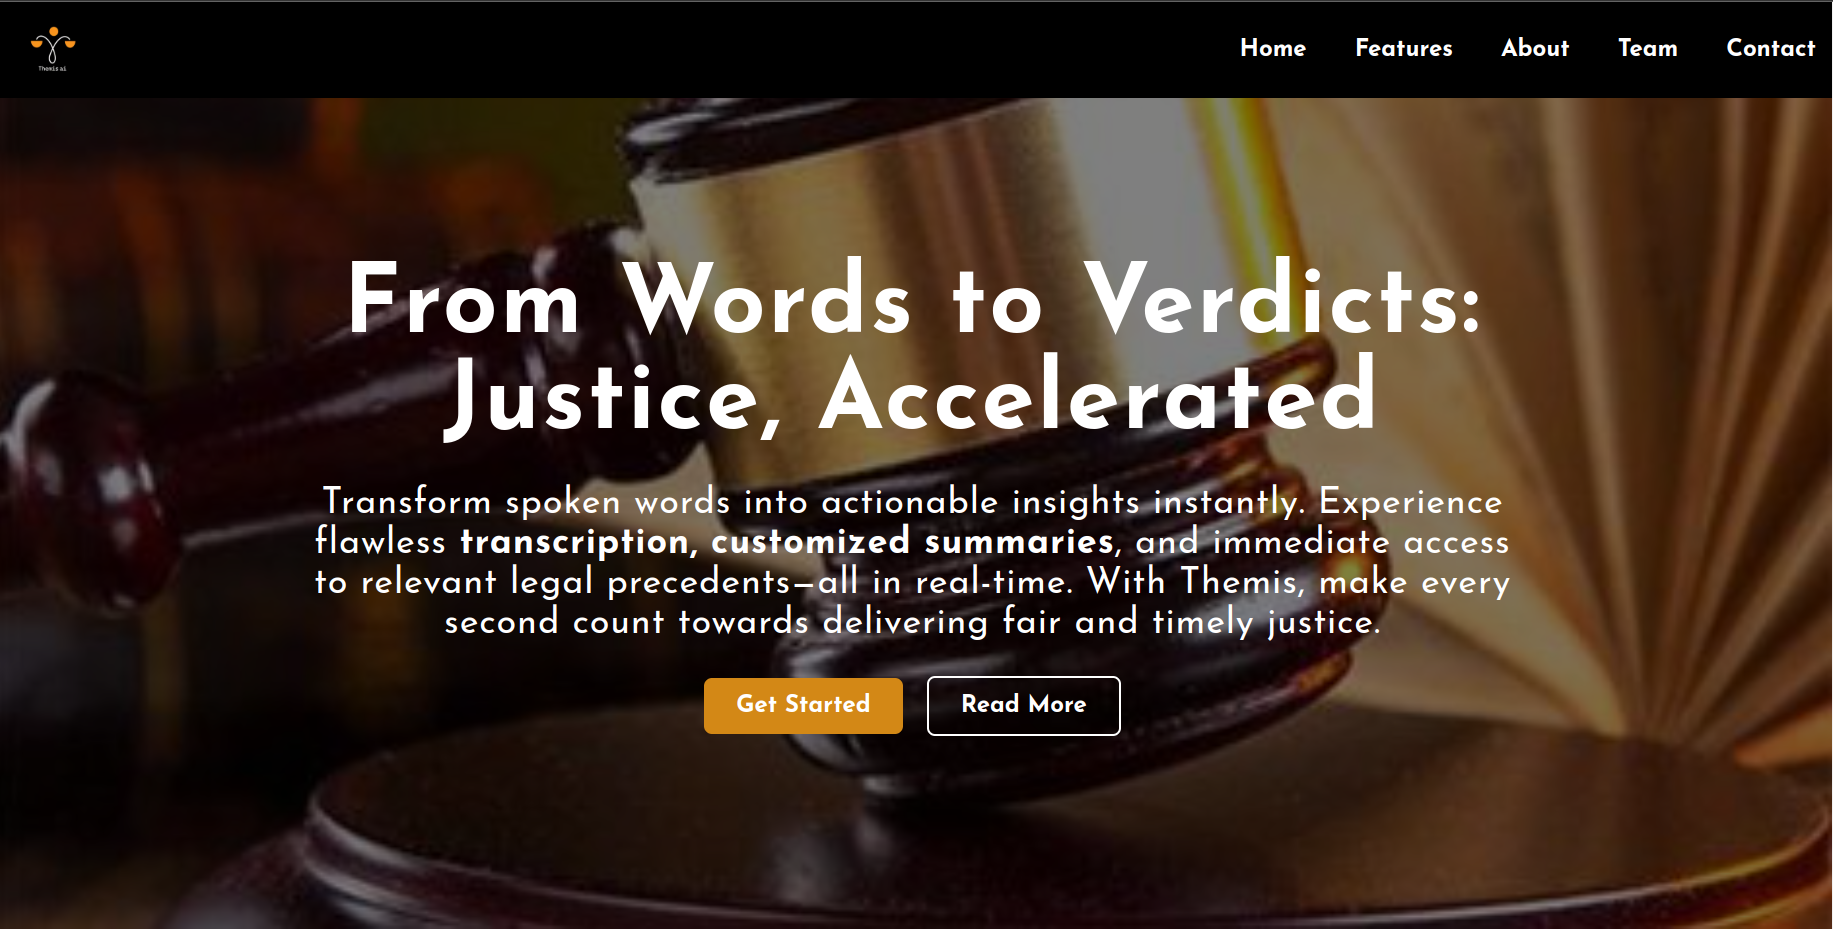 Themis ai
Home
Features
About
Team
Contact
From Words to Verdicts:
Justice, Accelerated
Transform spoken words into actionable insights instantly. Experience
flawless transcription, customized summaries, and immediate access
to relevant legal precedents—all in real-time. With Themis, make every
second count towards delivering fair and timely justice.
Get Started
Read More